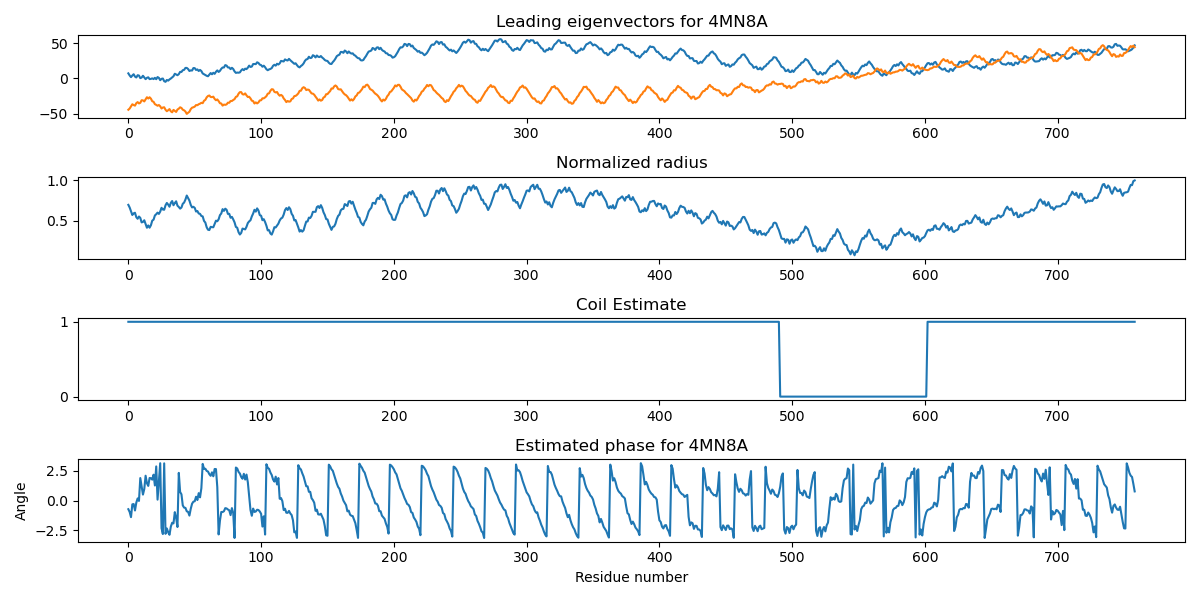 Leading eigenvectors for 4MN8A
50
0
−50
0 100 200 300 400 500 600 700
Normalized radius
1.0
0.5
0 100 200 300 400 500 600 700
Coil Estimate
1
0
0 100 200 300 400 500 600 700
Estimated phase for 4MN8A
2.5
0.0
−2.5
Angle
0 100 200 300 400 500 600 700
Residue number